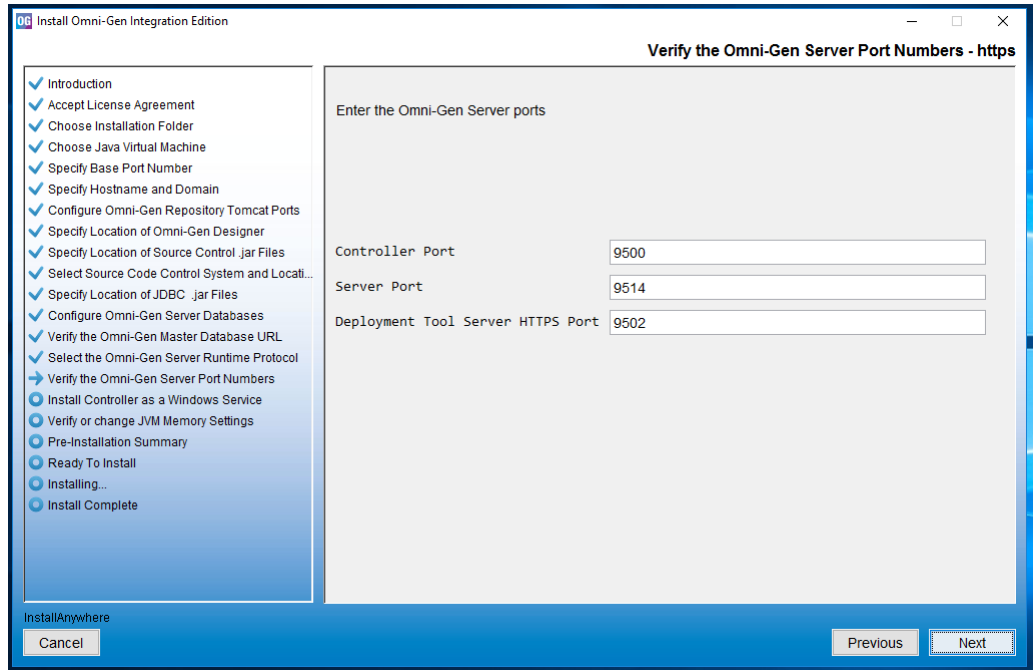 OG Install Omni-Gen Integration Edition
Verify the Omni-Gen Server Port Numbers - https
Introduction
Accept License Agreement
Choose Installation Folder
Choose Java Virtual Machine
Specify Base Port Number
Specify Hostname and Domain
Configure Omni-Gen Repository Tomcat Ports
Specify Location of Omni-Gen Designer
Specify Location of Source Control .jar Files
Select Source Code Control System and Locati...
Specify Location of JDBC .jar Files
Configure Omni-Gen Server Databases
Verify the Omni-Gen Master Database URL
Select the Omni-Gen Server Runtime Protocol
Verify the Omni-Gen Server Port Numbers
Install Controller as a Windows Service
Verify or change JVM Memory Settings
Pre-Installation Summary
Ready To Install
Installing...
Install Complete
Enter the Omni-Gen Server ports
Controller Port 9500
Server Port 9514
Deployment Tool Server HTTPS Port 9502
InstallAnywhere
Cancel Previous Next